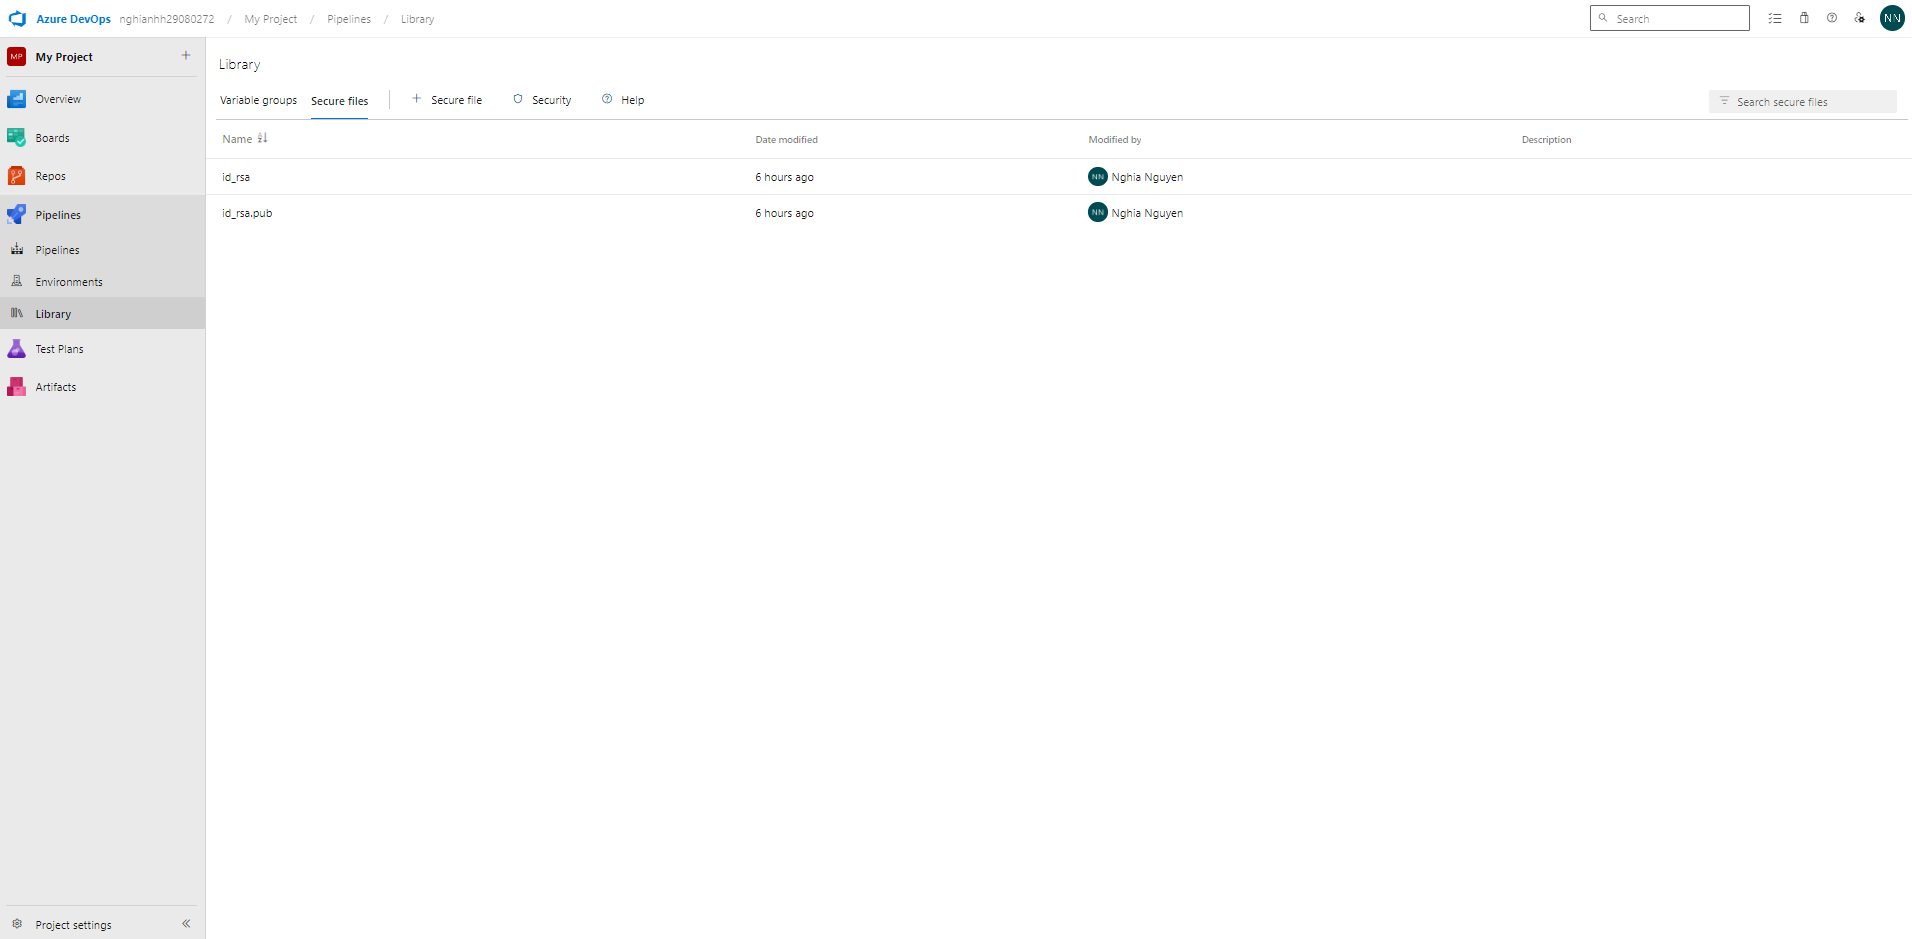 Azure DevOps nghianhh29080272 / My Project / Pipelines / Library
Search
NN
MP My Project
Overview
Boards
Repos
Pipelines
Pipelines
Environments
Library
Test Plans
Artifacts
Project settings
Library
Variable groups Secure files + Secure file Security Help
Search secure files
Name Date modified Modified by Description
id_rsa 6 hours ago NN Nghia Nguyen
id_rsa.pub 6 hours ago NN Nghia Nguyen